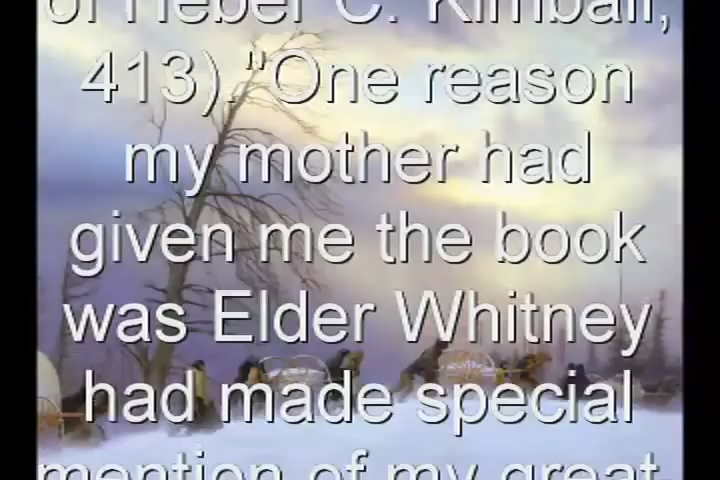 of Heber C. Kimball,
413)."One reason
my mother had
given me the book
was Elder Whitney
had made special
mention of my great-